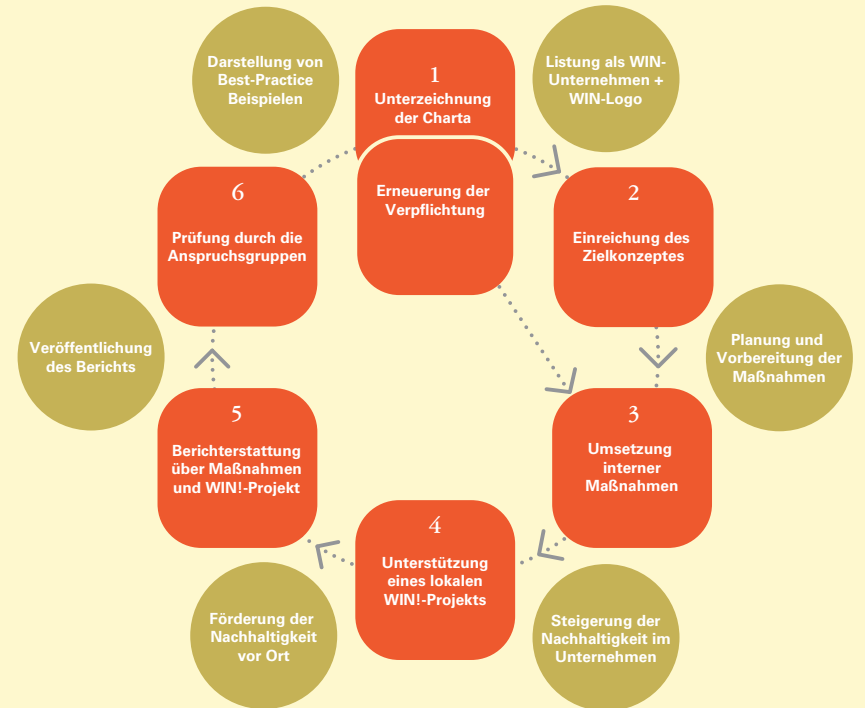 Darstellung von
Best-Practice
Beispielen
1
Unterzeichnung
der Charta
Listung als WIN-
Unternehmen +
WIN-Logo
Erneuerung der
Verpflichtung
2
Einreichung des
Zielkonzeptes
Planung und
Vorbereitung der
Maßnahmen
3
Umsetzung
interner
Maßnahmen
Steigerung der
Nachhaltigkeit im
Unternehmen
4
Unterstützung
eines lokalen
WIN!-Projekts
Förderung der
Nachhaltigkeit
vor Ort
5
Berichterstattung
über Maßnahmen
und WIN!-Projekt
Veröffentlichung
des Berichts
6
Prüfung durch die
Anspruchsgruppen